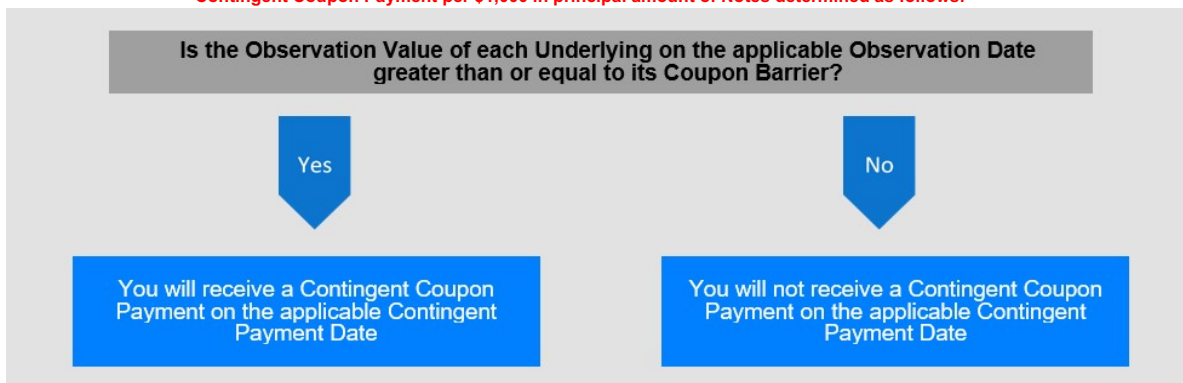 Contingent Coupon Payment per $1,000 in principal amount of Notes determined as follows:
Is the Observation Value of each Underlying on the applicable Observation Date
greater than or equal to its Coupon Barrier?
Yes
No
You will receive a Contingent Coupon
Payment on the applicable Contingent
Payment Date
You will not receive a Contingent Coupon
Payment on the applicable Contingent
Payment Date